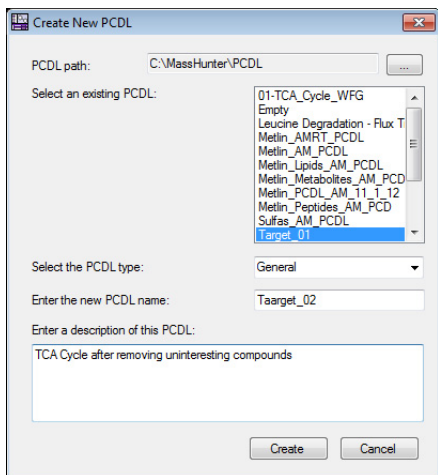 Create New PCDL
PCDL path: C:\MassHunter\PCDL ...
Select an existing PCDL:
01-TCA_Cycle_WFG
Empty
Leucine Degradation - Flux T
Metlin_AMRT_PCDL
Metlin_AM_PCDL
Metlin_Lipids_AM_PCDL
Metlin_Metabolites_AM_PCD
Metlin_PCDL_AM_11_1_12
Metlin_Peptides_AM_PCD
Sulfas_AM_PCDL
Target_01
Select the PCDL type: General
Enter the new PCDL name: Taarget_02
Enter a description of this PCDL:
TCA Cycle after removing uninteresting compounds
Create Cancel